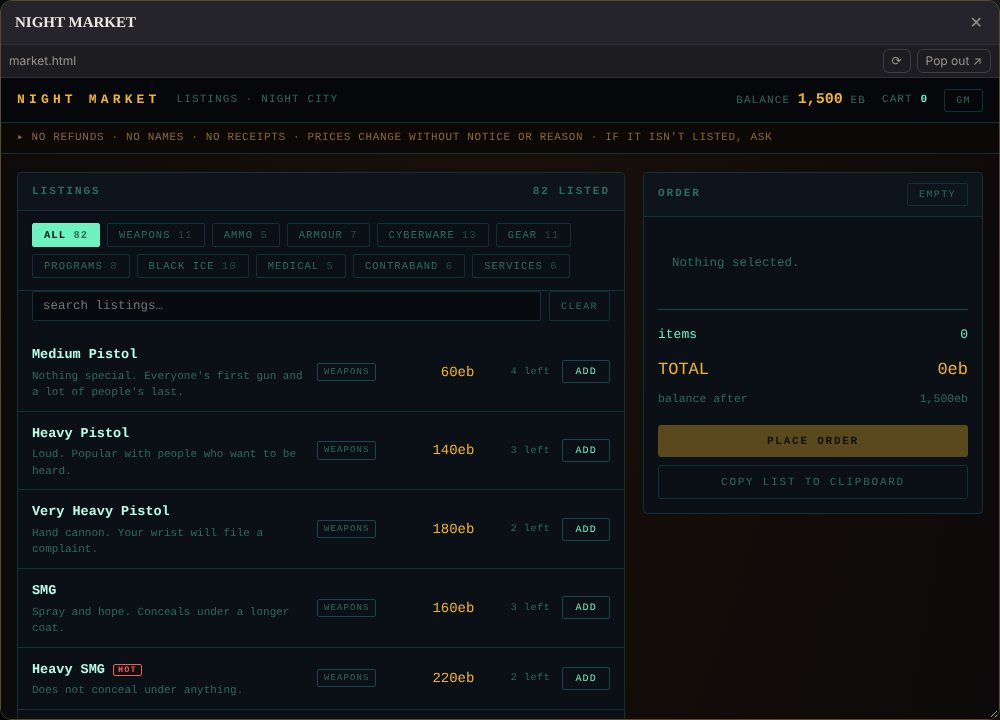 NIGHT MARKET
✕
market.html
⟳ Pop out ↗
NIGHT MARKET LISTINGS · NIGHT CITY BALANCE 1,500 EB CART 0 GM
▸ NO REFUNDS · NO NAMES · NO RECEIPTS · PRICES CHANGE WITHOUT NOTICE OR REASON · IF IT ISN'T LISTED, ASK
LISTINGS 82 LISTED
ALL 82 WEAPONS 11 AMMO 5 ARMOUR 7 CYBERWARE 13 GEAR 11
PROGRAMS 8 BLACK ICE 10 MEDICAL 5 CONTRABAND 6 SERVICES 6
search listings… CLEAR
Medium Pistol
Nothing special. Everyone's first gun and
a lot of people's last.
WEAPONS 60eb 4 left ADD
Heavy Pistol
Loud. Popular with people who want to be
heard.
WEAPONS 140eb 3 left ADD
Very Heavy Pistol
Hand cannon. Your wrist will file a
complaint.
WEAPONS 180eb 2 left ADD
SMG
Spray and hope. Conceals under a longer
coat.
WEAPONS 160eb 3 left ADD
Heavy SMG HOT
Does not conceal under anything.
WEAPONS 220eb 2 left ADD
ORDER EMPTY
Nothing selected.
items 0
TOTAL 0eb
balance after 1,500eb
PLACE ORDER
COPY LIST TO CLIPBOARD